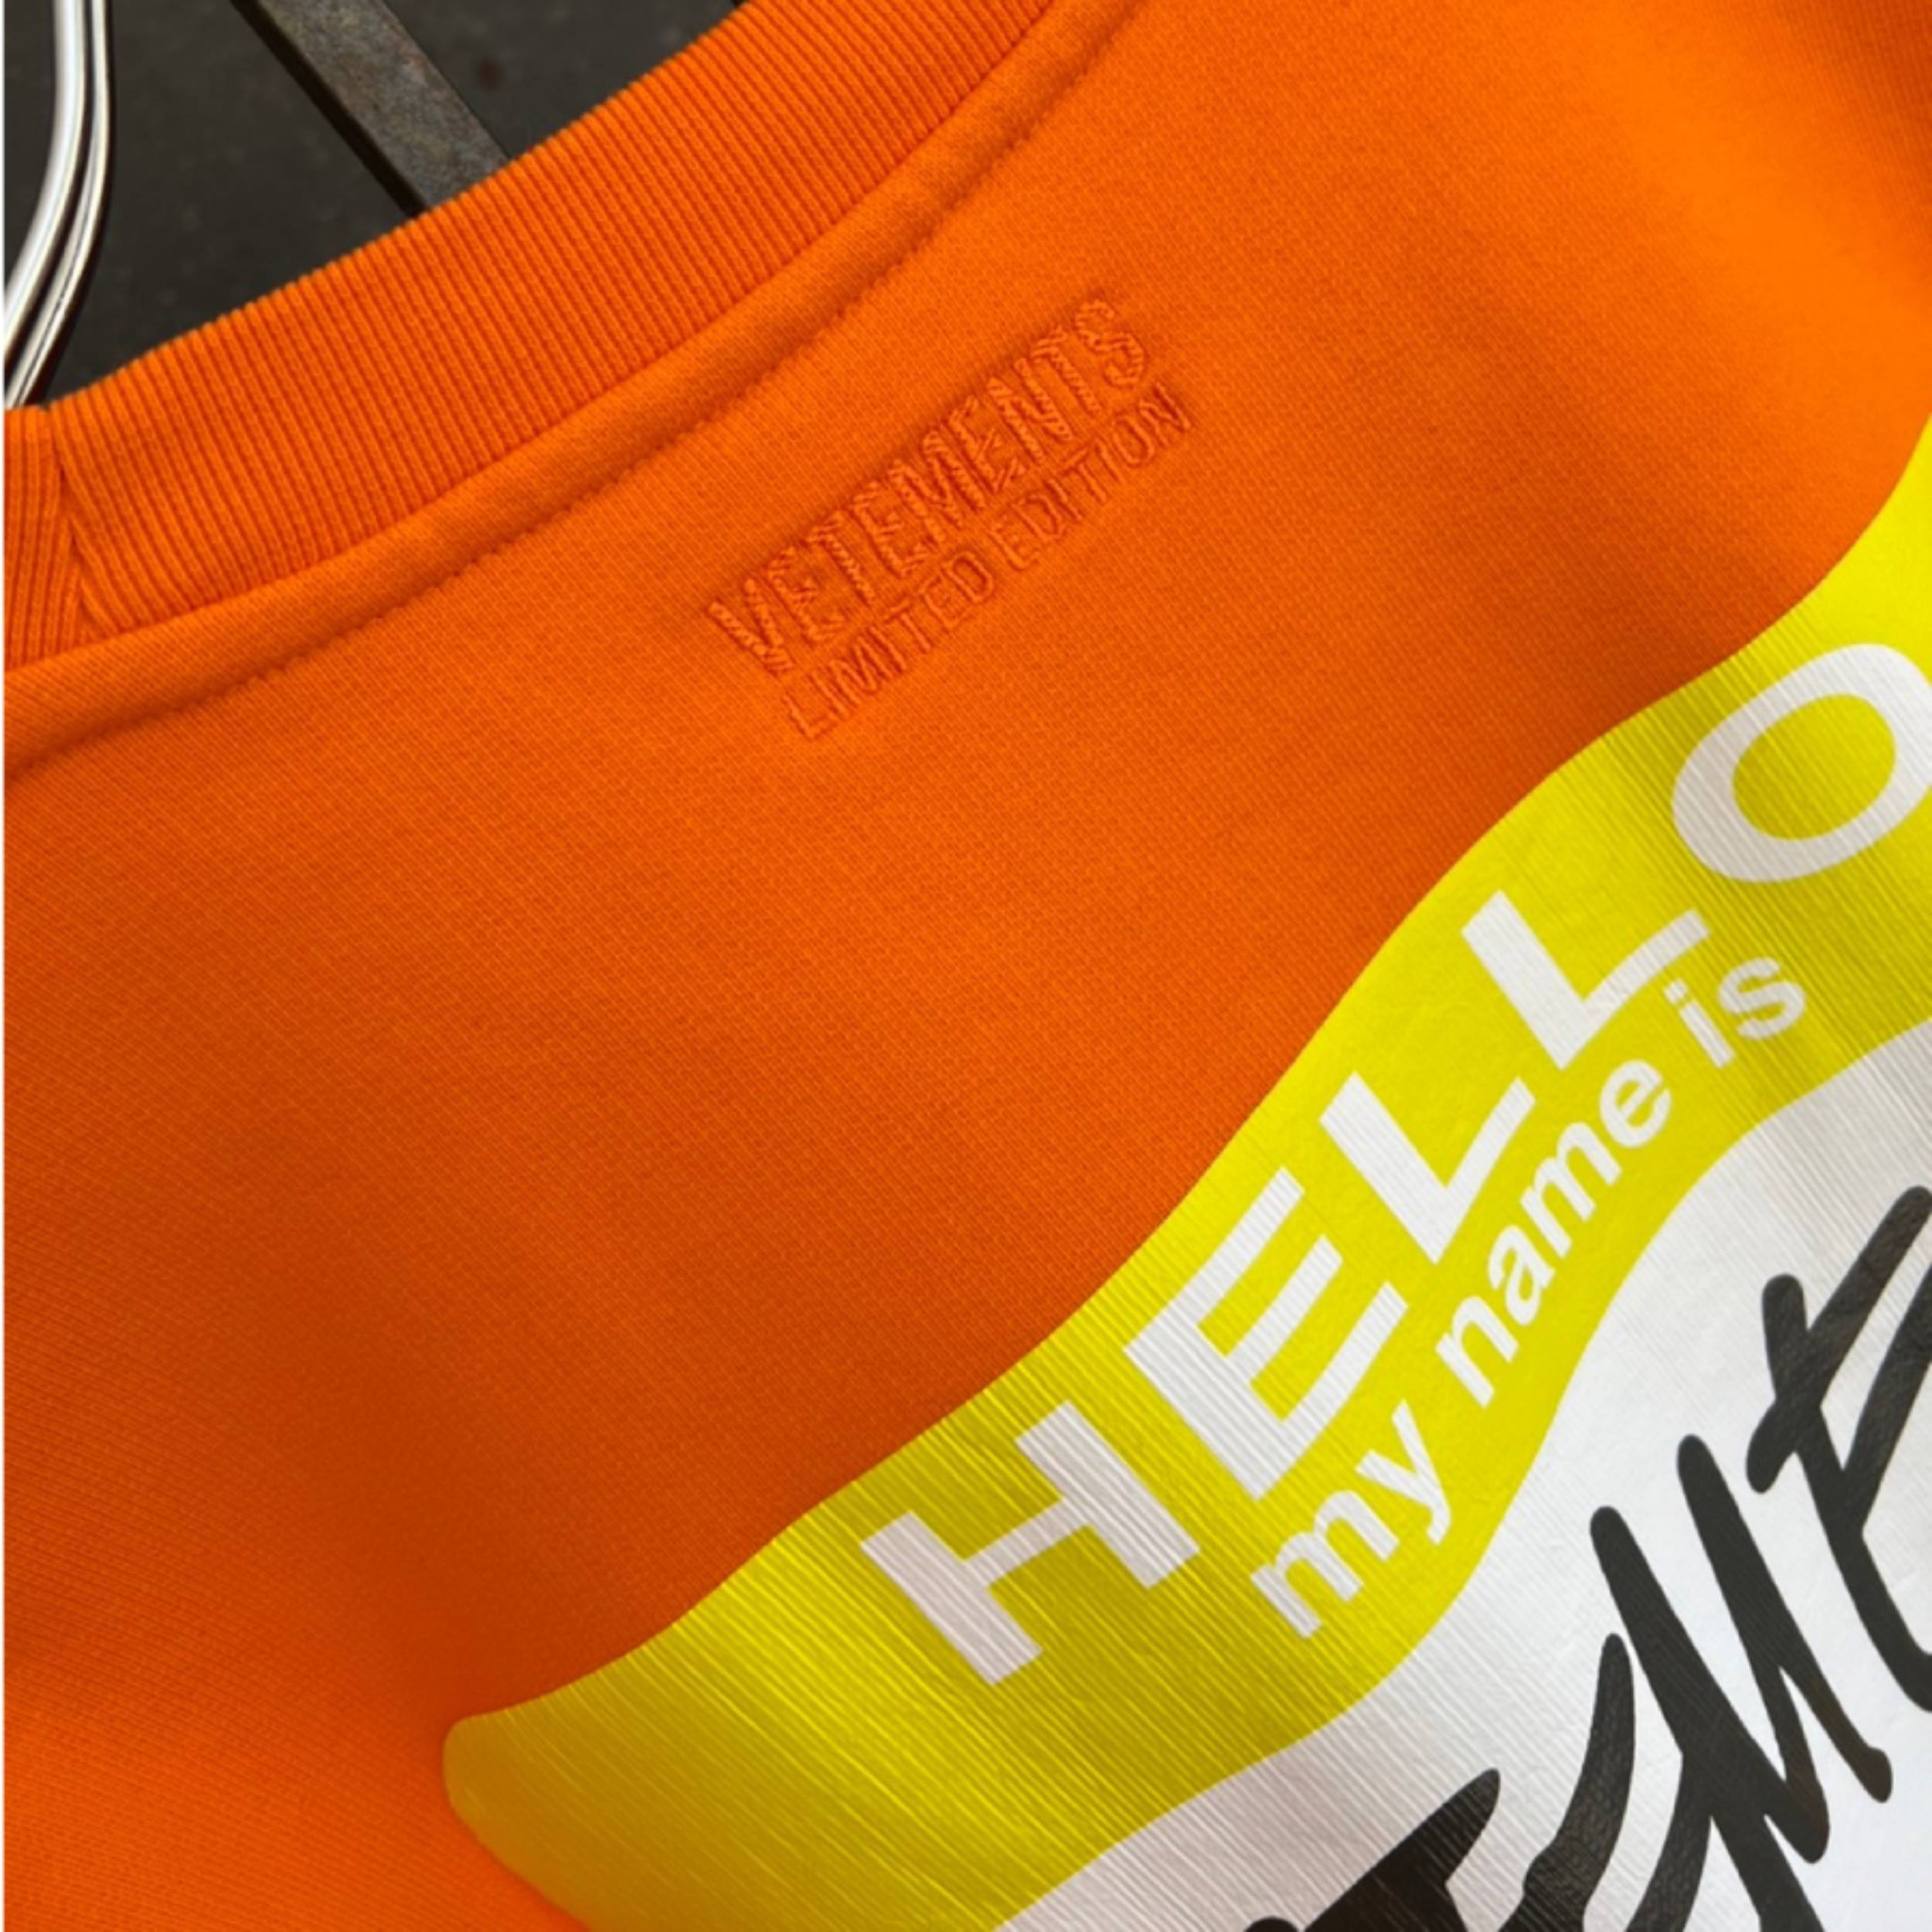 VETEMENTS
LIMITED EDITION
HELLO
my name is